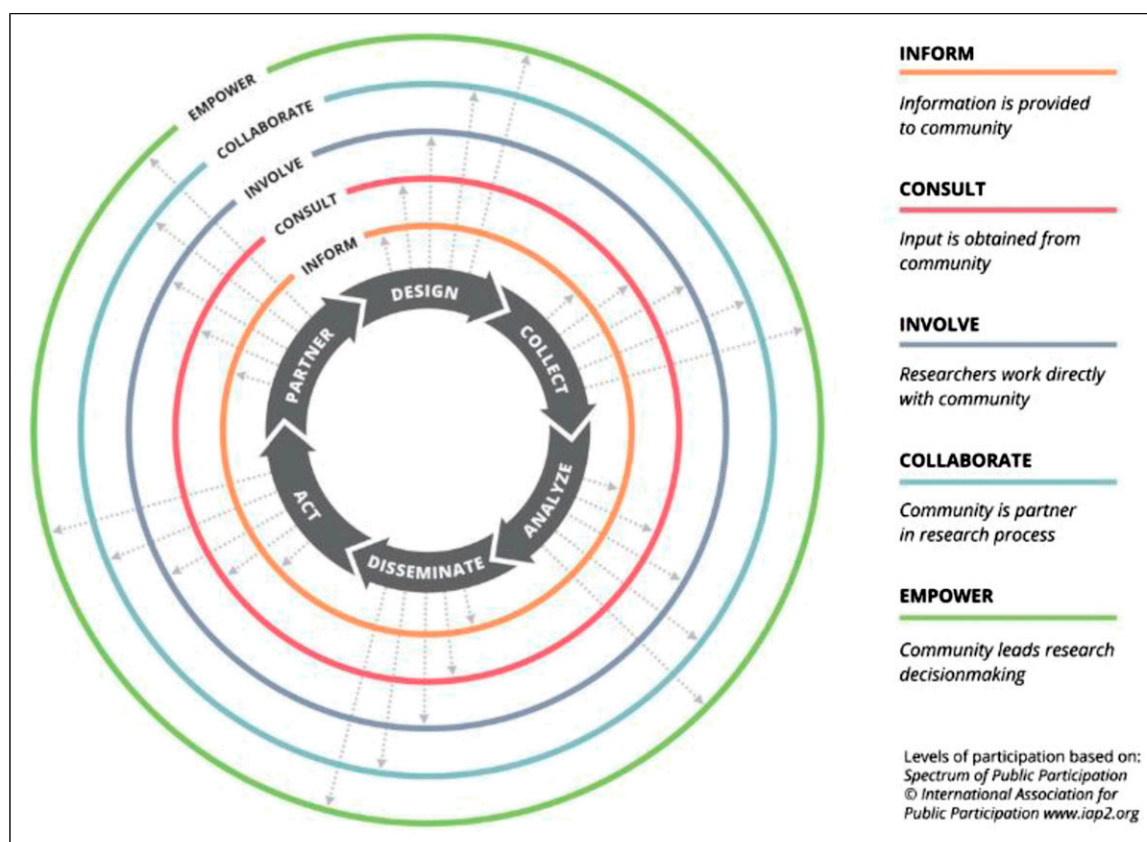 EMPOWER
COLLABORATE
INVOLVE
CONSULT
INFORM
DESIGN
COLLECT
ANALYZE
DISSEMINATE
ACT
PARTNER
INFORM
Information is provided
to community
CONSULT
Input is obtained from
community
INVOLVE
Researchers work directly
with community
COLLABORATE
Community is partner
in research process
EMPOWER
Community leads research
decisionmaking
Levels of participation based on:
Spectrum of Public Participation
© International Association for
Public Participation www.iap2.org